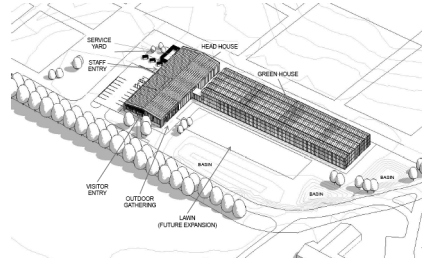 SERVICE
YARD
HEAD HOUSE
STAFF
ENTRY
GREEN HOUSE
BASIN
BASIN
BASIN
VISITOR
ENTRY
OUTDOOR
GATHERING
LAWN
(FUTURE EXPANSION)